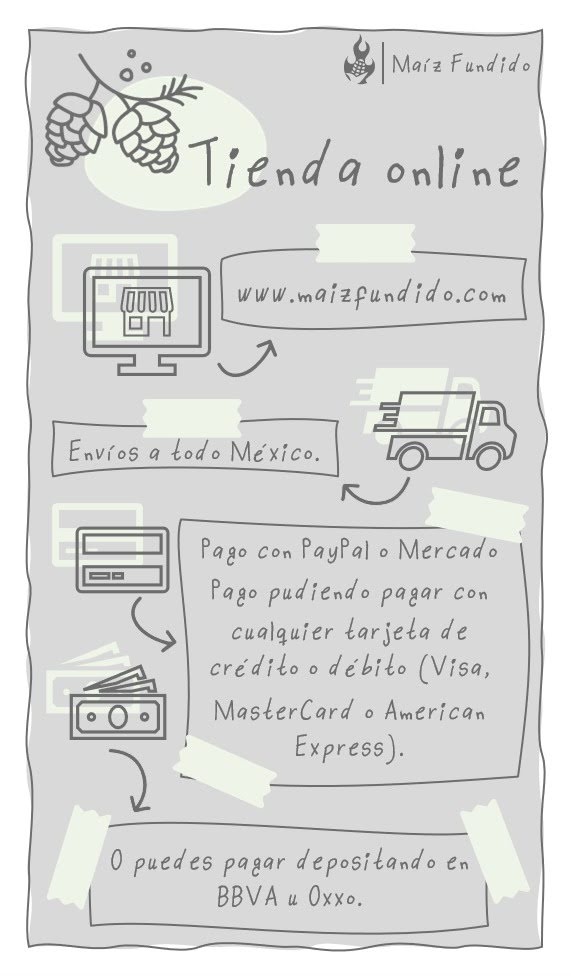 Maíz Fundido
Tienda online
www.maizfundido.com
Envíos a todo México.
Pago con PayPal o Mercado
Pago pudiendo pagar con
cualquier tarjeta de
crédito o débito (Visa,
MasterCard o American
Express).
O puedes pagar depositando en
BBVA u Oxxo.